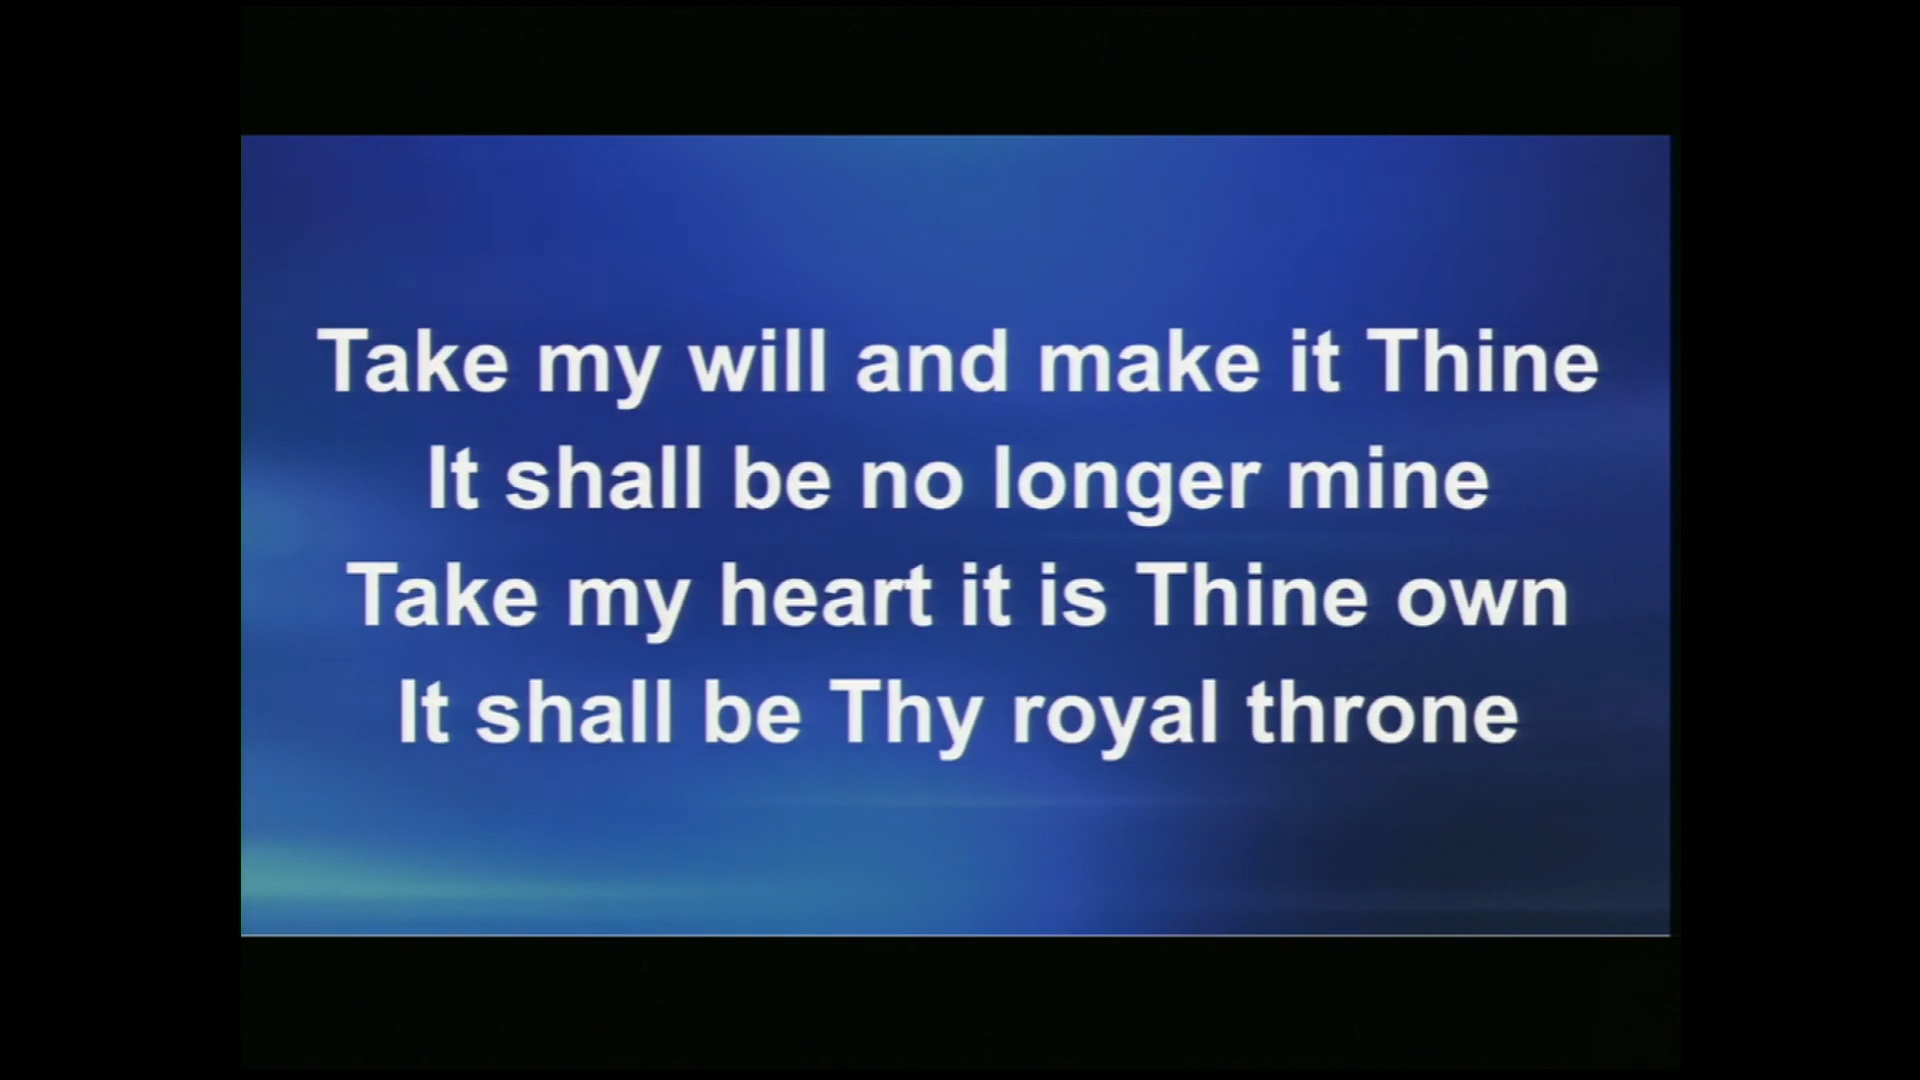 Take my will and make it Thine
It shall be no longer mine
Take my heart it is Thine own
It shall be Thy royal throne